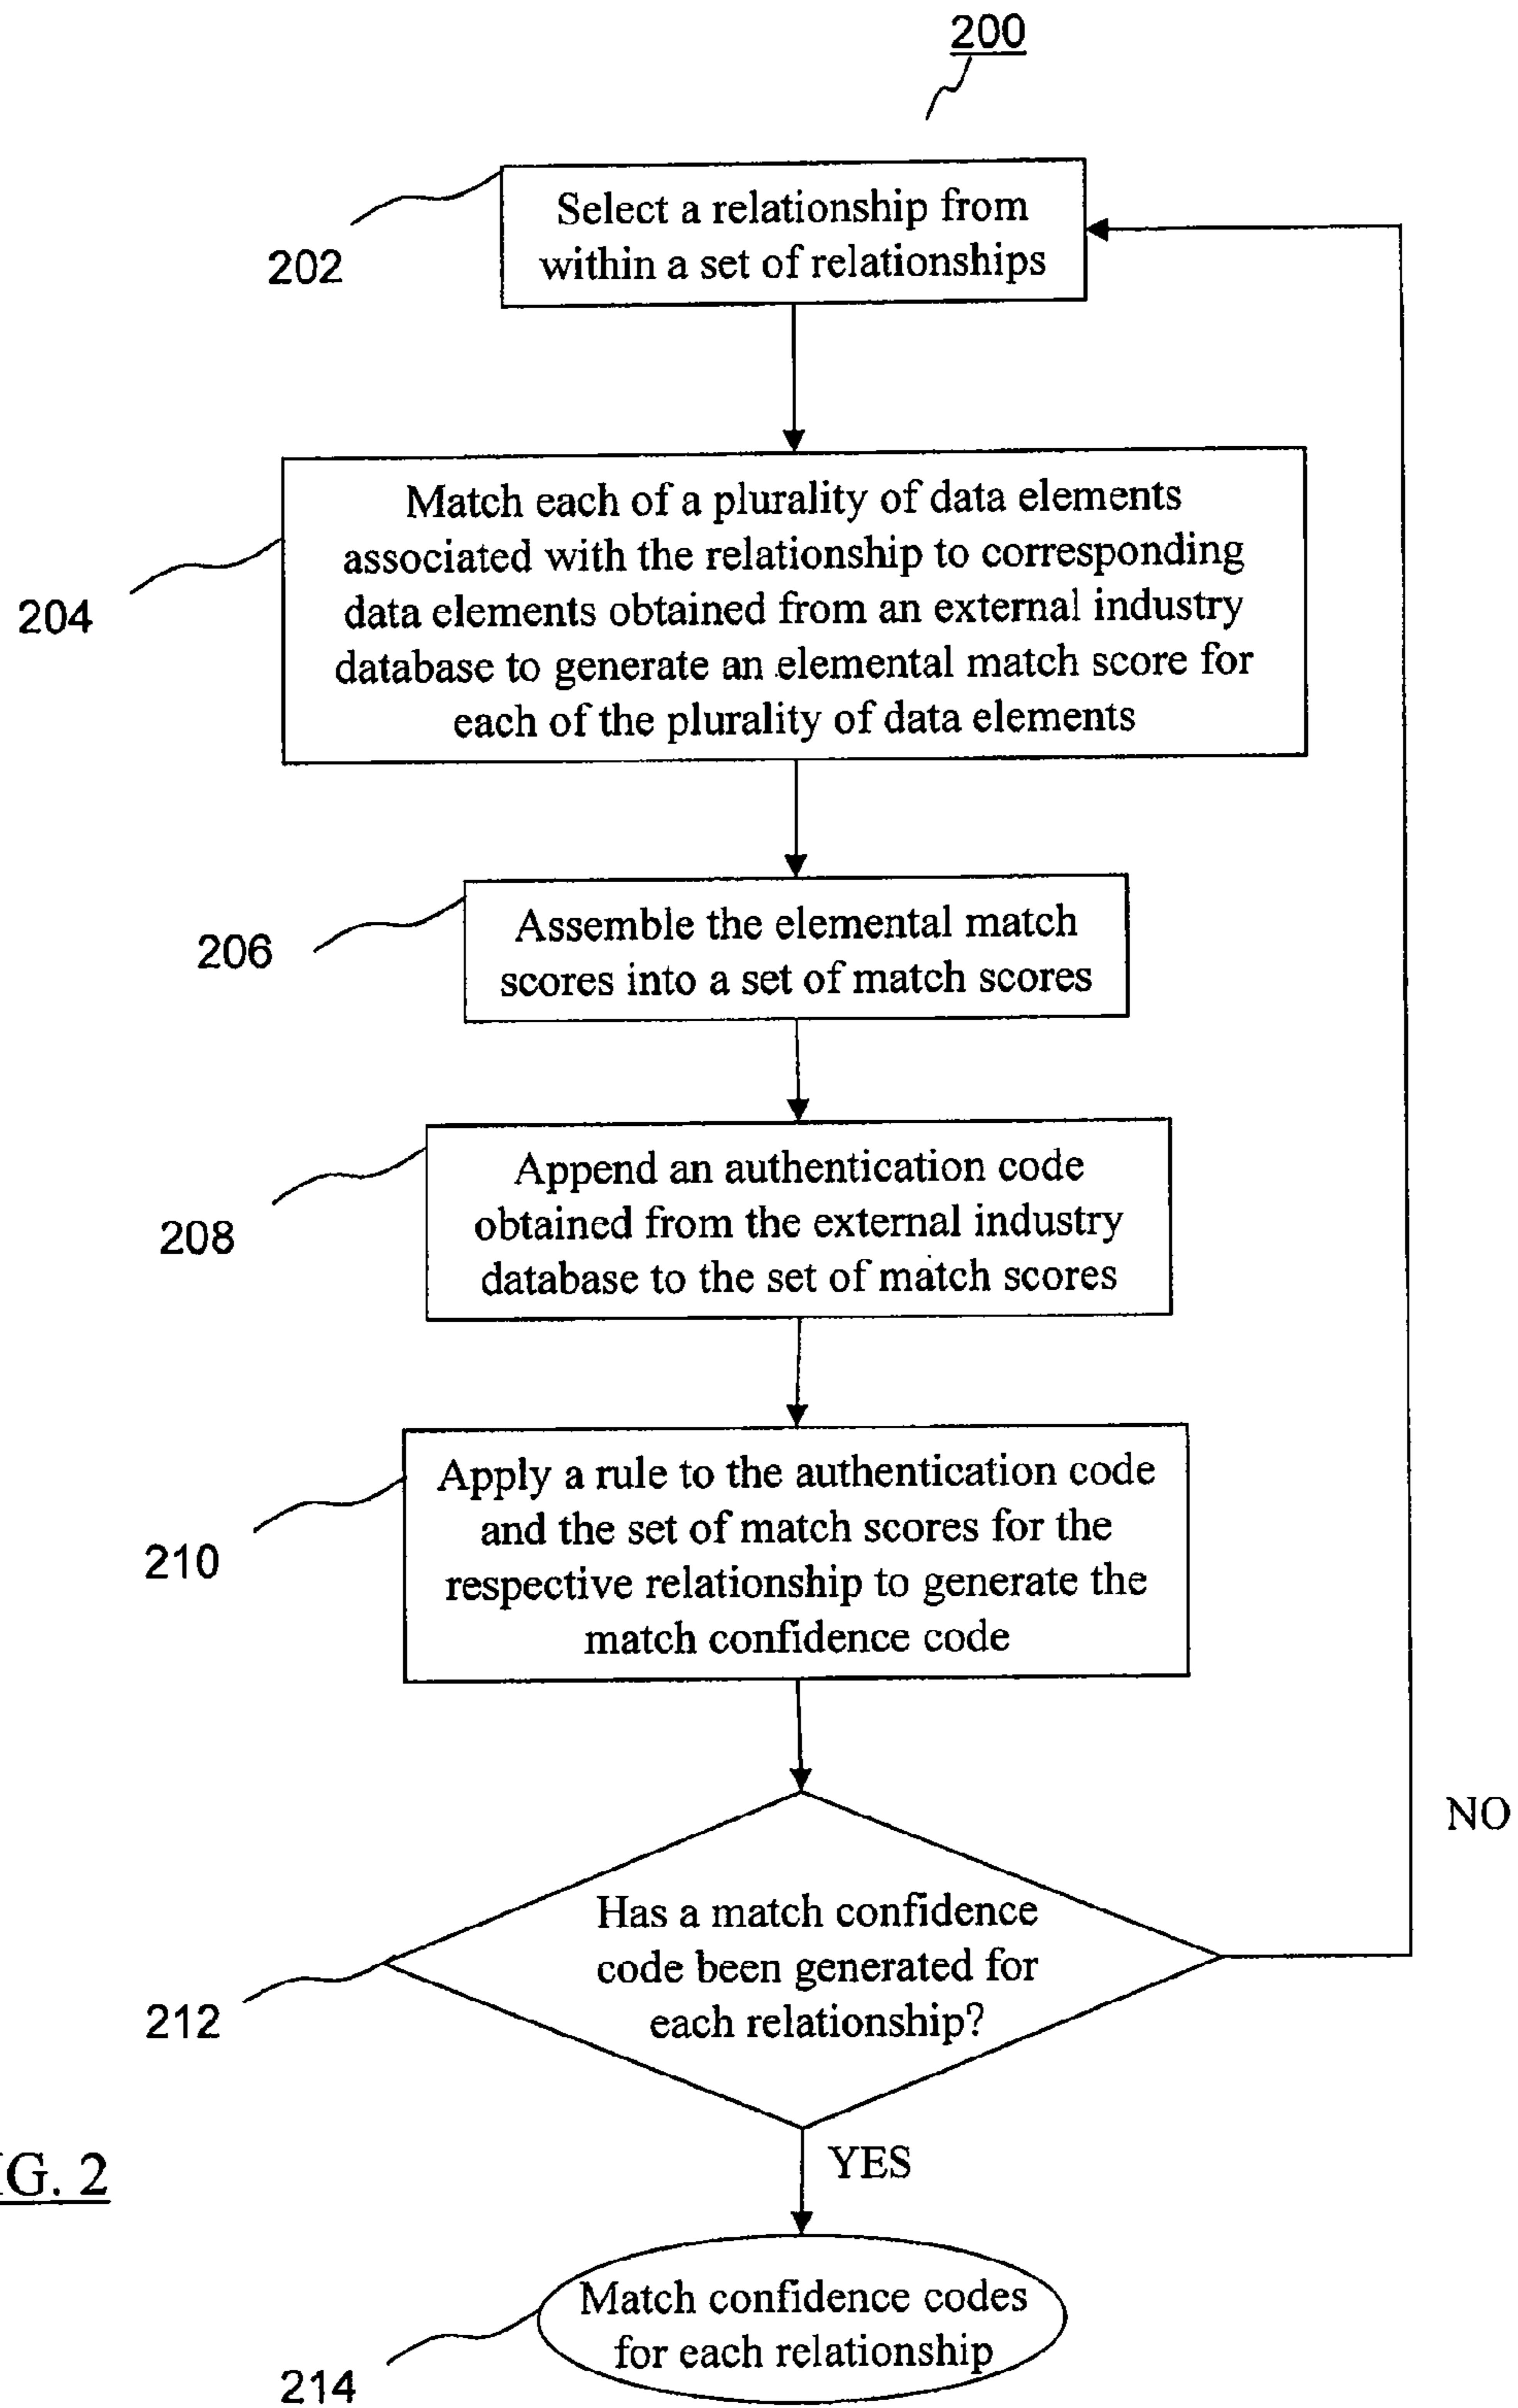 200
Select a relationship from
within a set of relationships
202
Match each of a plurality of data elements
associated with the relationship to corresponding
data elements obtained from an external industry
database to generate an elemental match score for
each of the plurality of data elements
204
Assemble the elemental match
scores into a set of match scores
206
Append an authentication code
obtained from the external industry
database to the set of match scores
208
Apply a rule to the authentication code
and the set of match scores for the
respective relationship to generate the
match confidence code
210
NO
Has a match confidence
code been generated for
each relationship?
212
YES
G. 2
Match confidence codes
for each relationship
214